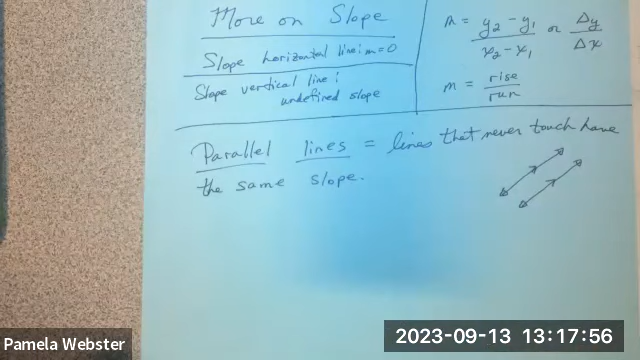 More on Slope
Slope horizontal line: m=0
Slope vertical line:
undefined slope
m = y₂ - y₁ / x₂ - x₁ or Δy / Δx
m = rise / run
Parallel lines = lines that never touch have
the same slope.
Pamela Webster
2023-09-13 13:17:56